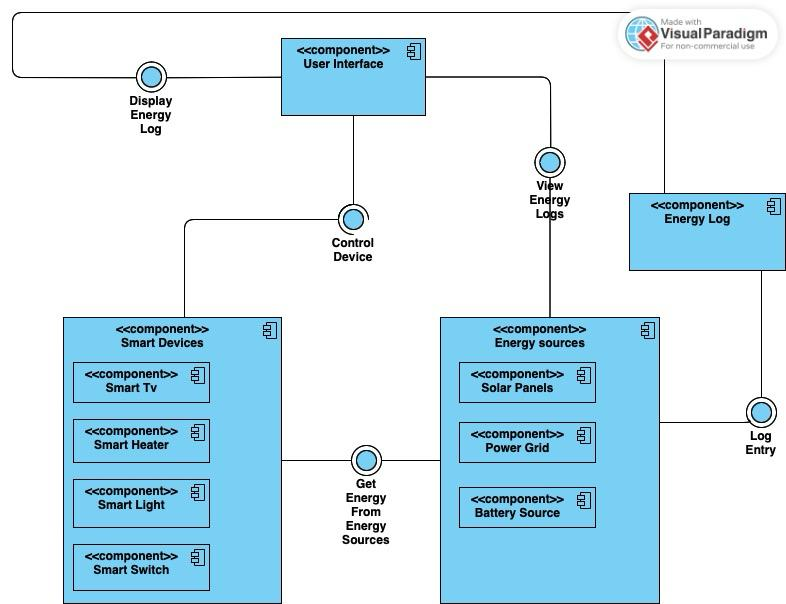 Made with
VisualParadigm
For non-commercial use
<<component>>
User Interface
Display
Energy
Log
View
Energy
Logs
<<component>>
Energy Log
Control
Device
<<component>>
Smart Devices
<<component>>
Smart Tv
<<component>>
Smart Heater
<<component>>
Smart Light
<<component>>
Smart Switch
Get
Energy
From
Energy
Sources
<<component>>
Energy sources
<<component>>
Solar Panels
<<component>>
Power Grid
<<component>>
Battery Source
Log
Entry